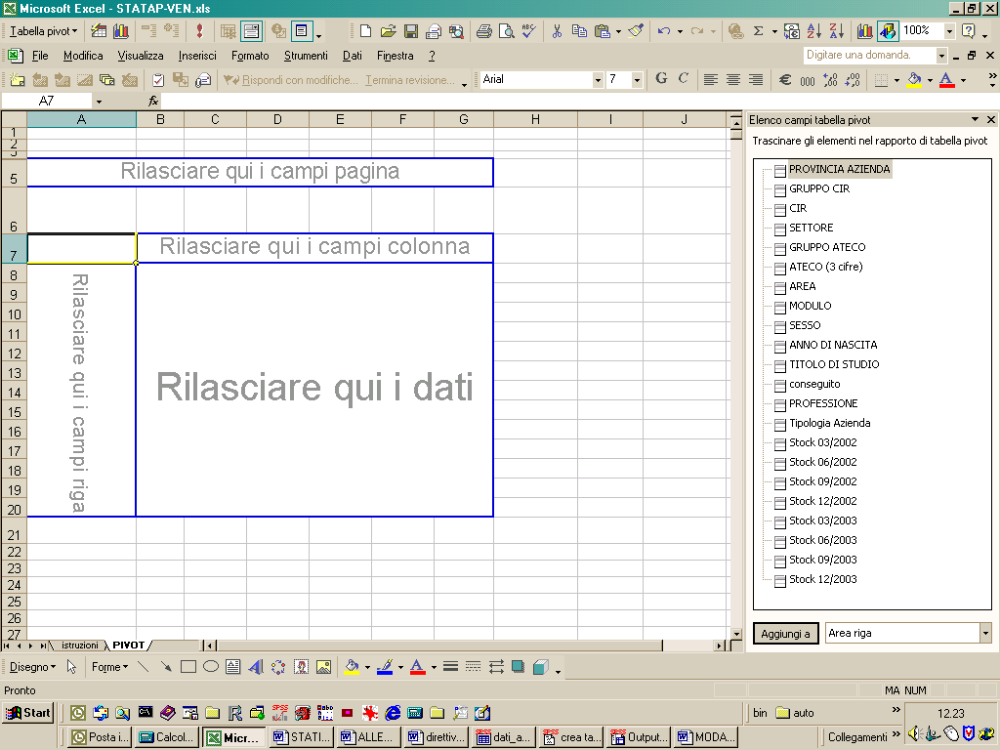 Microsoft Excel - STATAP-VEN.xls
Tabella pivot
100%
File Modifica Visualizza Inserisci Formato Strumenti Dati Finestra ?
Digitare una domanda.
Rispondi con modifiche... Termina revisione...
Arial 7 G C € 000
A7 fx
A B C D E F G H I J
Elenco campi tabella pivot
Trascinare gli elementi nel rapporto di tabella pivot
1
2
3
5 Rilasciare qui i campi pagina
6
7 Rilasciare qui i campi colonna
8
9
10
11
12
13
14
15
16
17
18
19
20
21
22
23
24
25
26
27
Rilasciare qui i campi riga
Rilasciare qui i dati
PROVINCIA AZIENDA
GRUPPO CIR
CIR
SETTORE
GRUPPO ATECO
ATECO (3 cifre)
AREA
MODULO
SESSO
ANNO DI NASCITA
TITOLO DI STUDIO
conseguito
PROFESSIONE
Tipologia Azienda
Stock 03/2002
Stock 06/2002
Stock 09/2002
Stock 12/2002
Stock 03/2003
Stock 06/2003
Stock 09/2003
Stock 12/2003
Aggiungi a Area riga
istruzioni PIVOT
Disegno Forme
Pronto
MA NUM
Start bin auto 12.23
Posta i... Calcol... Micr... STATI... ALLE... direttiv... dati_a... crea ta... Output... MODA... Collegamenti